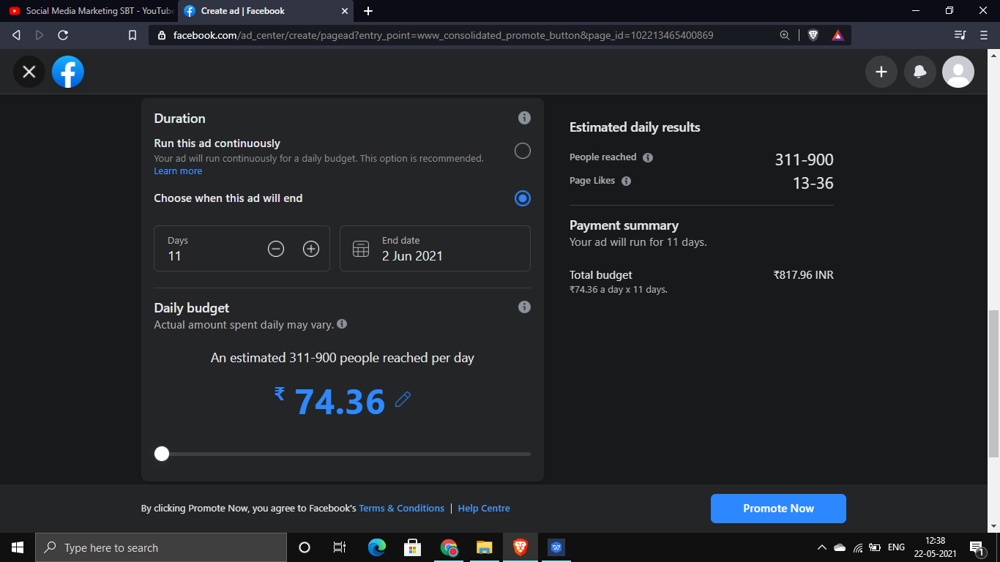 Social Media Marketing SBT - YouTube
Create ad | Facebook
facebook.com/ad_center/create/pagead?entry_point=www_consolidated_promote_button&page_id=102213465400869
Duration
Run this ad continuously
Your ad will run continuously for a daily budget. This option is recommended.
Learn more
Choose when this ad will end
Days
11
End date
2 Jun 2021
Daily budget
Actual amount spent daily may vary.
An estimated 311-900 people reached per day
₹ 74.36
Estimated daily results
People reached 311-900
Page Likes 13-36
Payment summary
Your ad will run for 11 days.
Total budget ₹817.96 INR
₹74.36 a day x 11 days.
By clicking Promote Now, you agree to Facebook's Terms & Conditions | Help Centre
Promote Now
Type here to search
ENG
12:38
22-05-2021
1